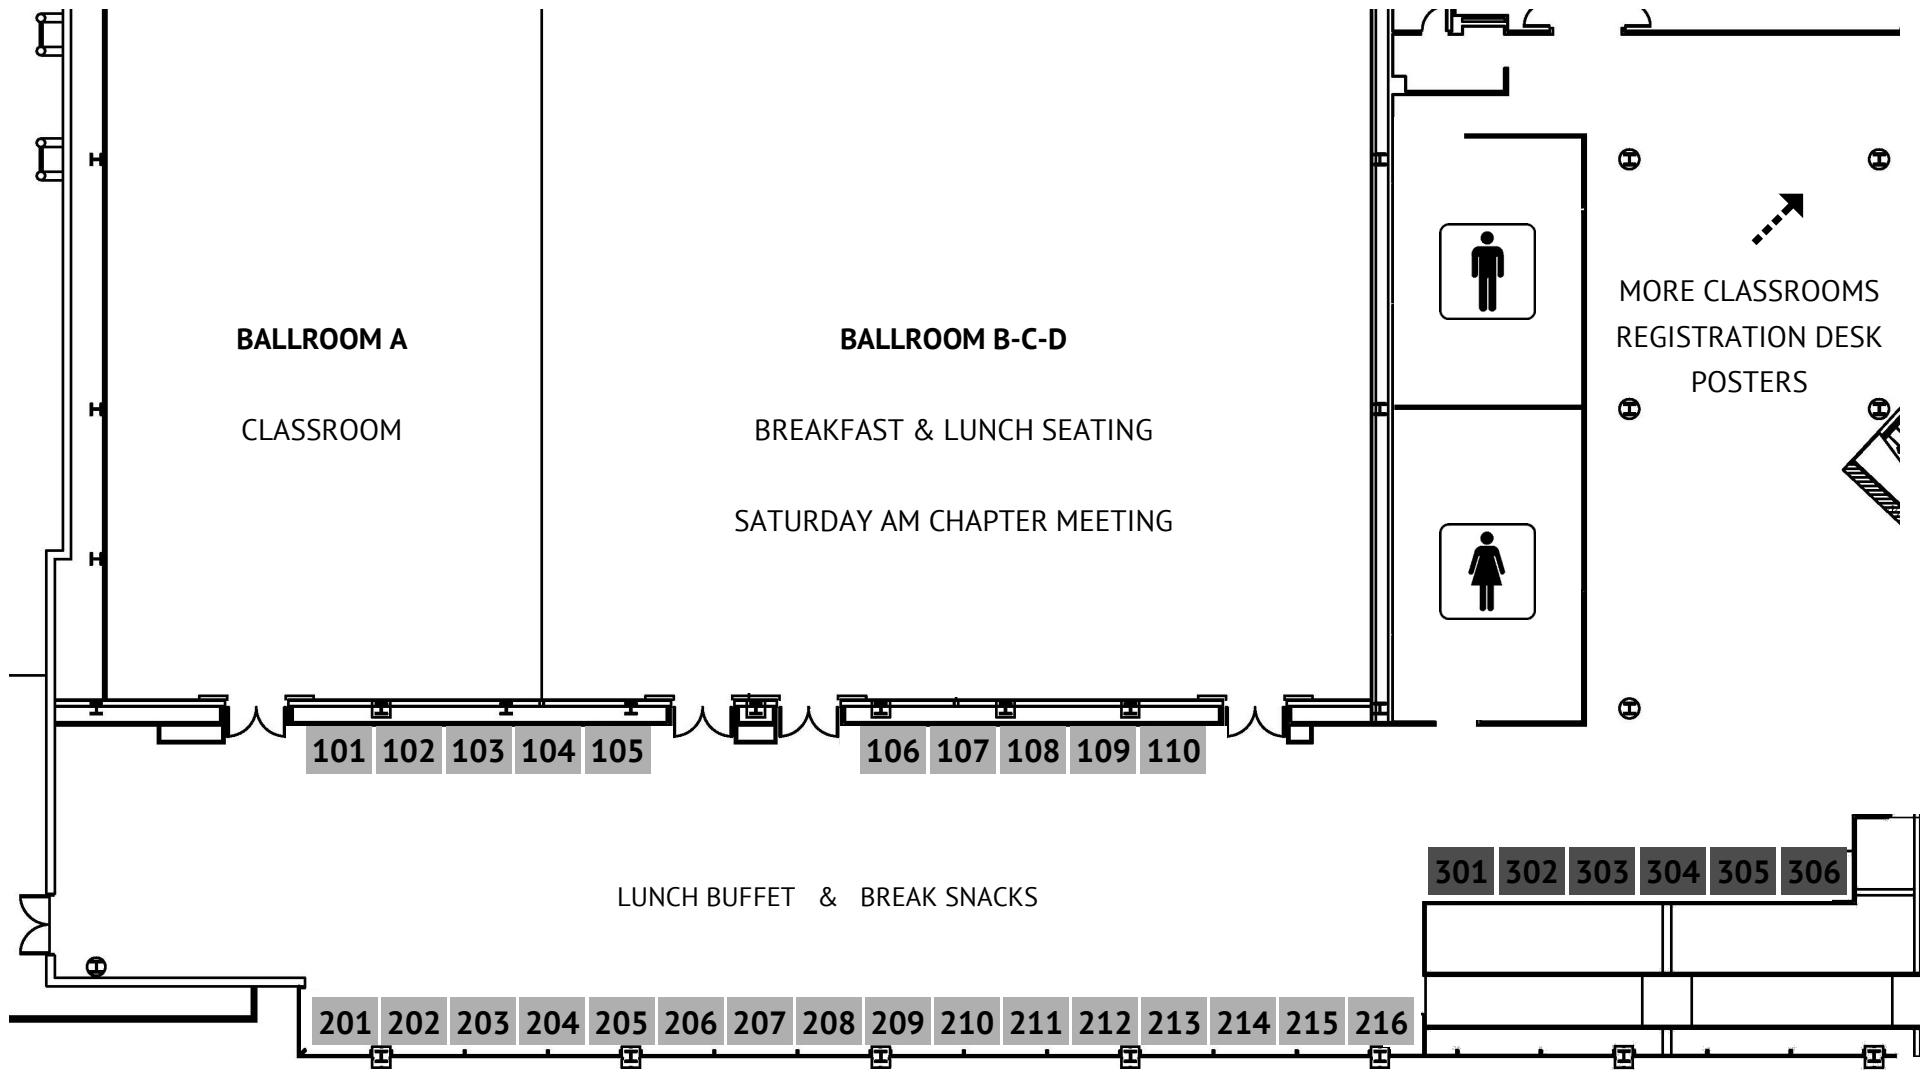 MORE CLASSROOMS
REGISTRATION DESK
POSTERS
BALLROOM A
CLASSROOM
BALLROOM B-C-D
BREAKFAST & LUNCH SEATING
SATURDAY AM CHAPTER MEETING
101 102 103 104 105 106 107 108 109 110
301 302 303 304 305 306
LUNCH BUFFET & BREAK SNACKS
201 202 203 204 205 206 207 208 209 210 211 212 213 214 215 216